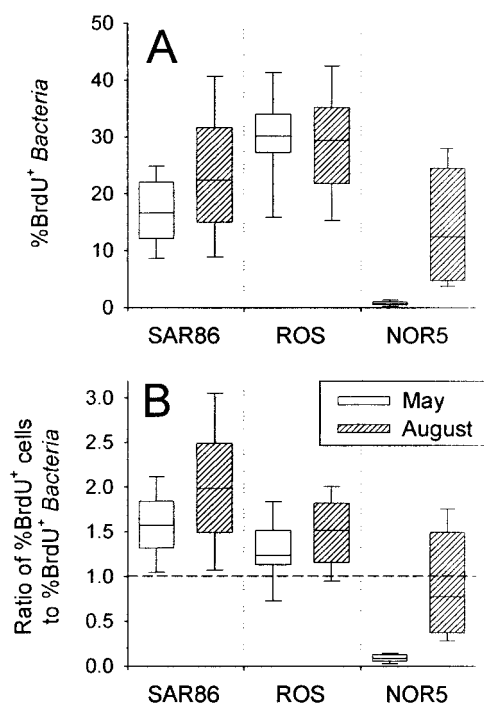 A
%BrdU⁺ Bacteria
50
40
30
20
10
0
SAR86 ROS NOR5
B
Ratio of %BrdU⁺ cells
to %BrdU⁺ Bacteria
May
August
3.0
2.5
2.0
1.5
1.0
0.5
0.0
SAR86 ROS NOR5